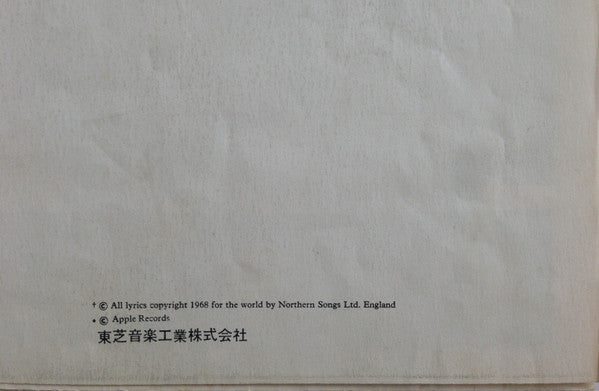 † © All lyrics copyright 1968 for the world by Northern Songs Ltd. England
• © Apple Records
東芝音楽工業株式会社